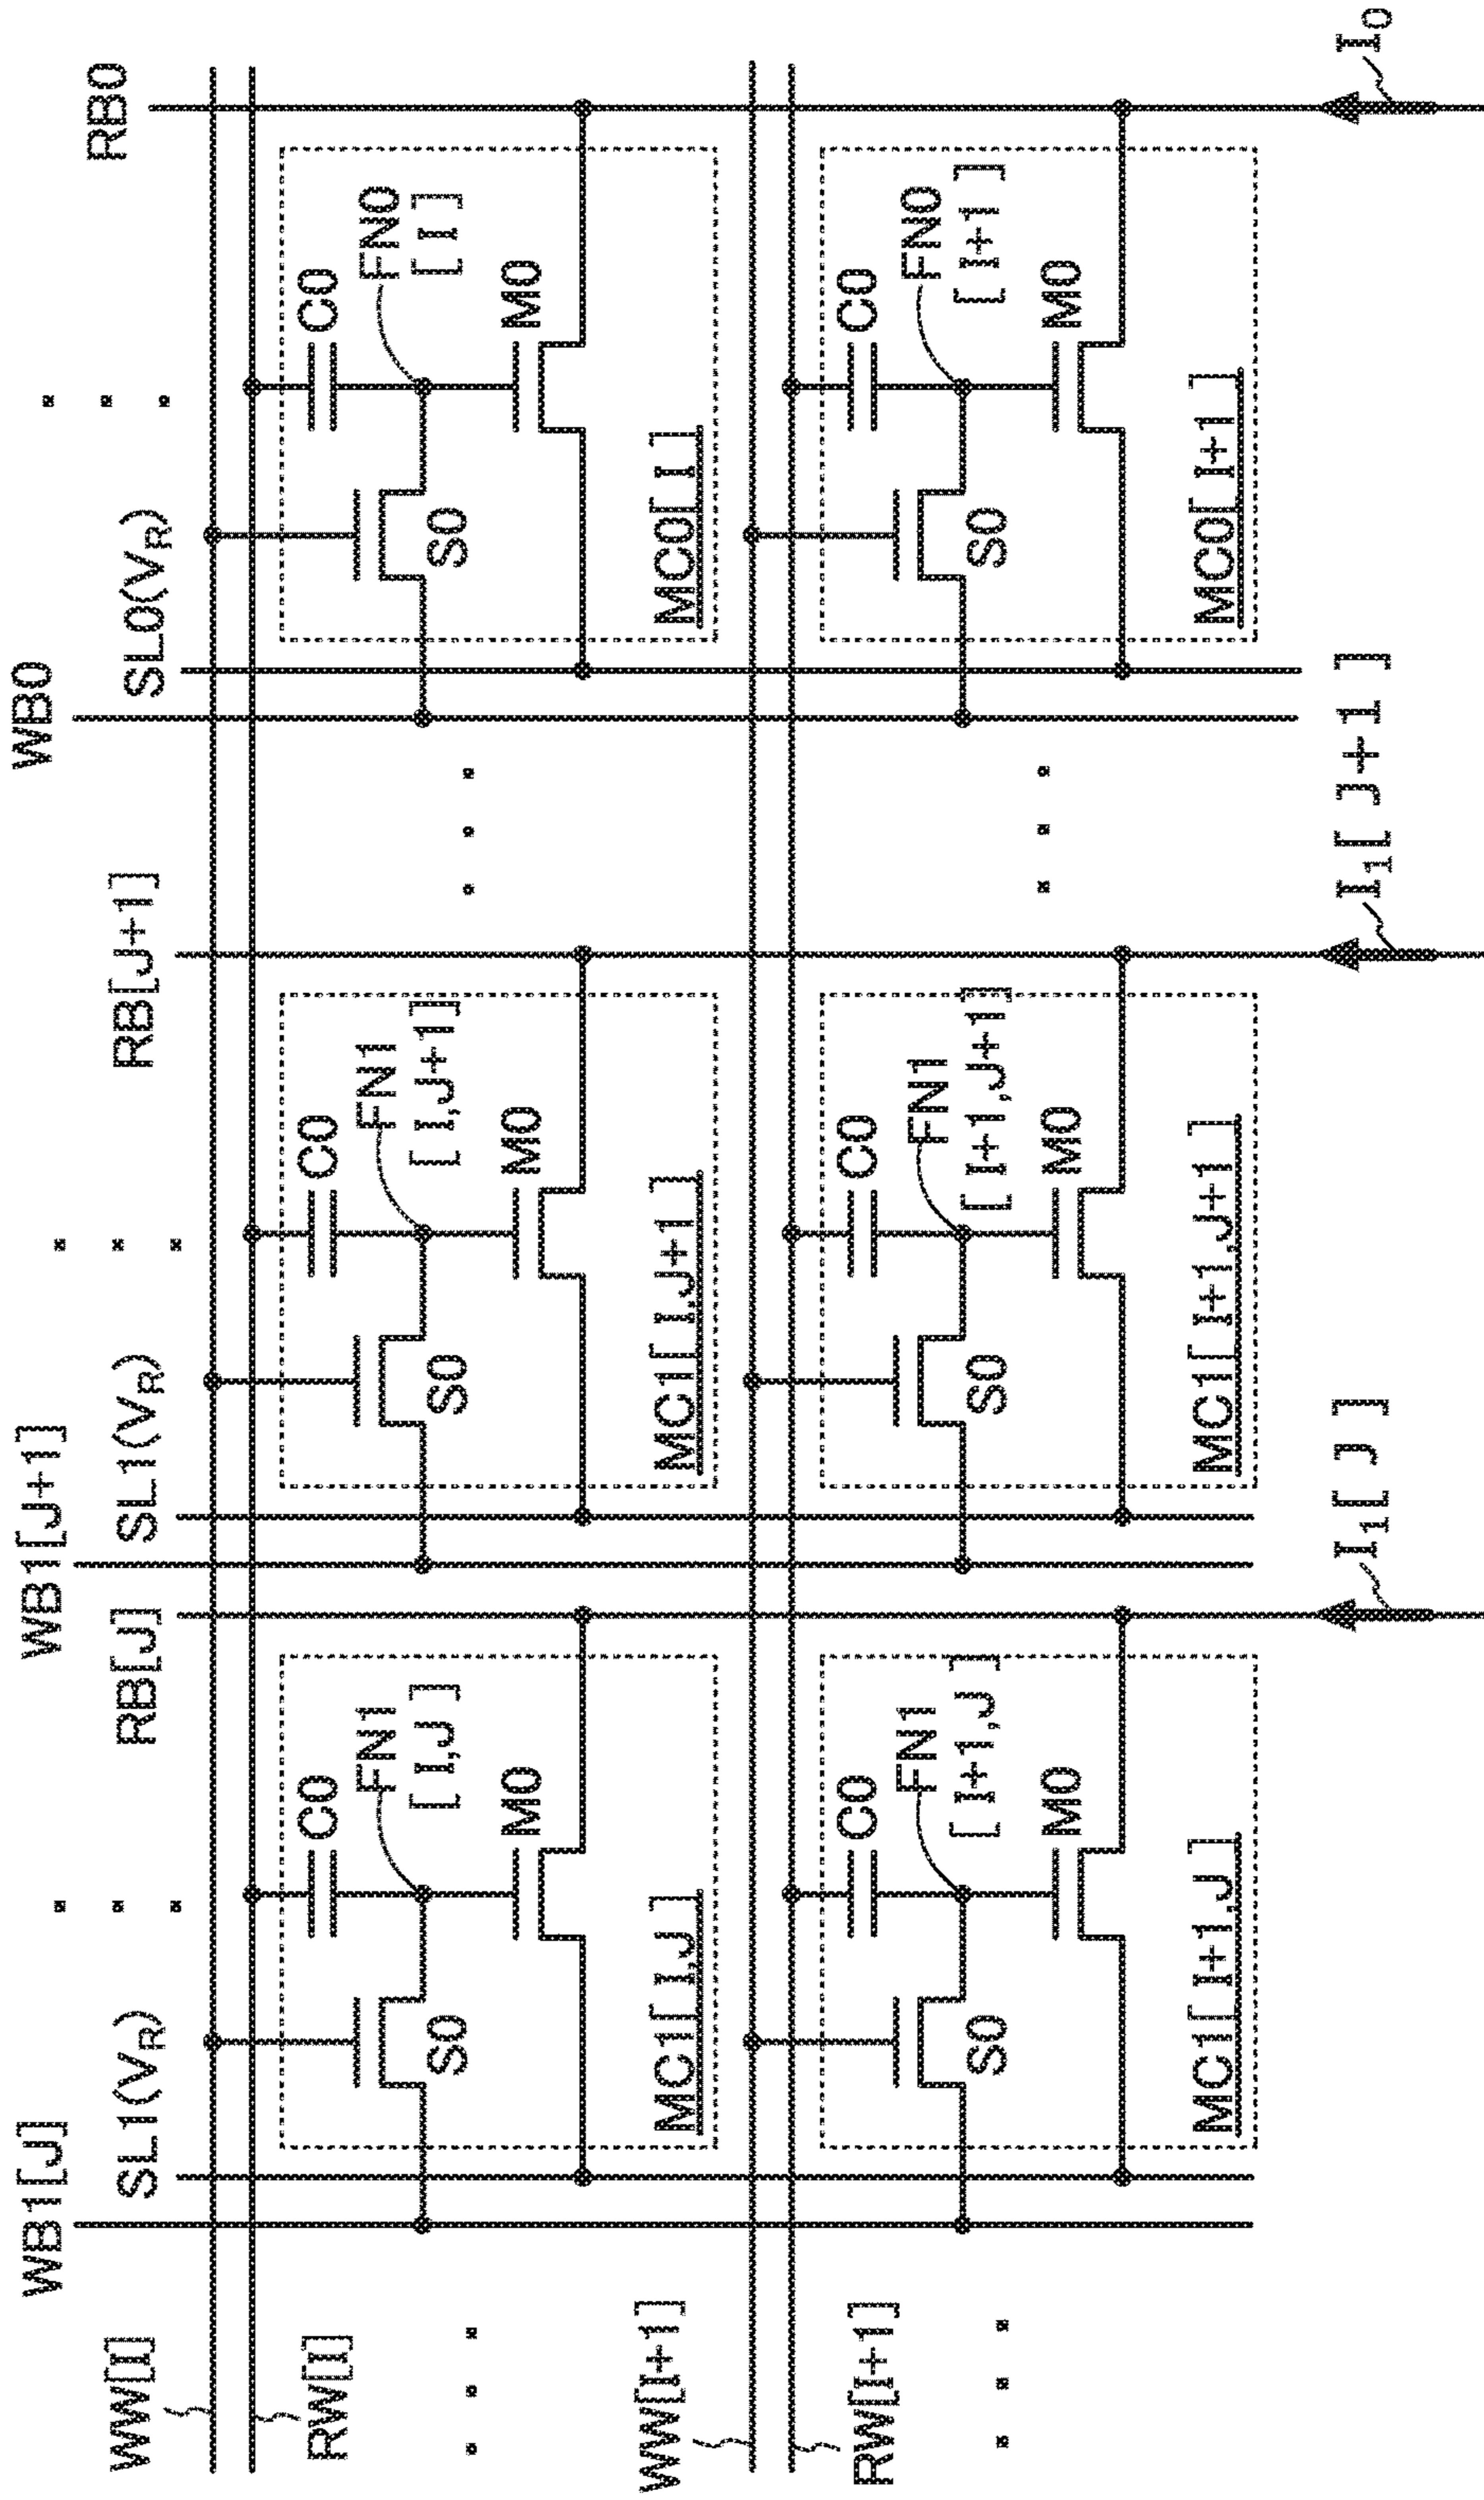 WB1[J]
WB1[J+1]
WB0
SL1(VR)
RB[J]
SL1(VR)
RB[J+1]
SL0(VR)
RB0
WW[I]
RW[I]
C0
FN1
[I,J]
S0
M0
MC1[I,J]
C0
FN1
[I,J+1]
S0
M0
MC1[I,J+1]
C0
FN0
[I]
S0
M0
MC0[I]
WW[I+1]
RW[I+1]
C0
FN1
[I+1,J]
S0
M0
MC1[I+1,J]
C0
FN1
[I+1,J+1]
S0
M0
MC1[I+1,J+1]
C0
FN0
[I+1]
S0
M0
MC0[I+1]
I1[J]
I1[J+1]
I0